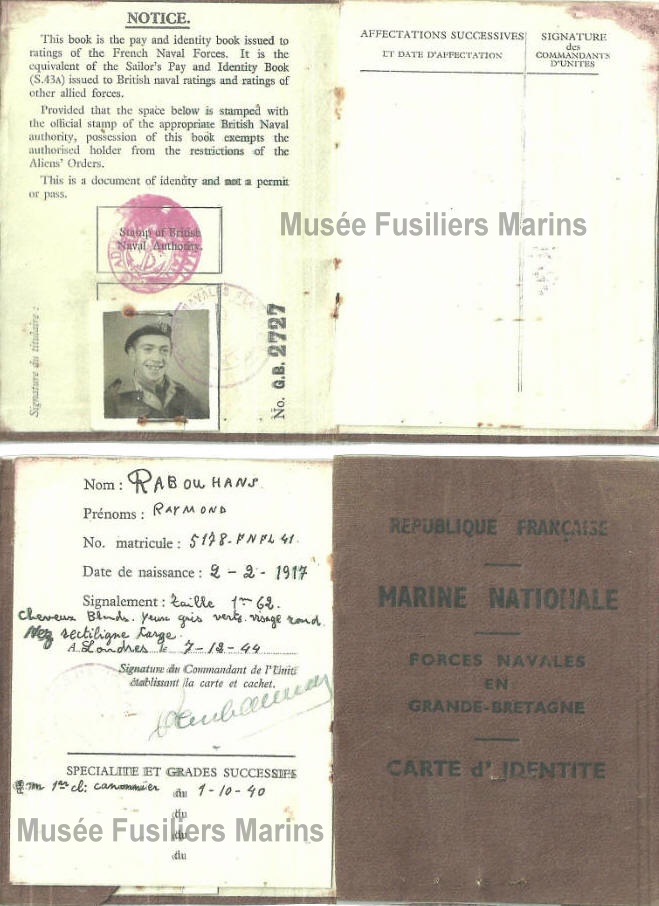 NOTICE.
This book is the pay and identity book issued to
ratings of the French Naval Forces. It is the
equivalent of the Sailor's Pay and Identity Book
(S.43A) issued to British naval ratings and ratings of
other allied forces.
Provided that the space below is stamped with
the official stamp of the appropriate British Naval
authority, possession of this book exempts the
authorised holder from the restrictions of the
Aliens' Orders.
This is a document of identity and not a permit
or pass.
Stamp of British
Naval Authority.
Signature du titulaire :
No. G.B. 2727
AFFECTATIONS SUCCESSIVES
ET DATE D'AFFECTATION
SIGNATURE
des
COMMANDANTS
D'UNITES
Musée Fusiliers Marins
Nom : RABOUHANS
Prénoms : RAYMOND
No. matricule : 5178-FNFL 41.
Date de naissance : 2 - 2 - 1917
Signalement : taille 1m 62.
cheveux Blonds. yeux gris verts. visage rond.
Nez rectiligne large.
A Londres le 7-12-44
Signature du Commandant de l'Unité
établissant la carte et cachet.
SPECIALITE ET GRADES SUCCESSIFS
1er cl. canonnier du 1-10-40
du
du
du
Musée Fusiliers Marins
REPUBLIQUE FRANÇAISE
MARINE NATIONALE
FORCES NAVALES
EN
GRANDE-BRETAGNE
CARTE d'IDENTITE